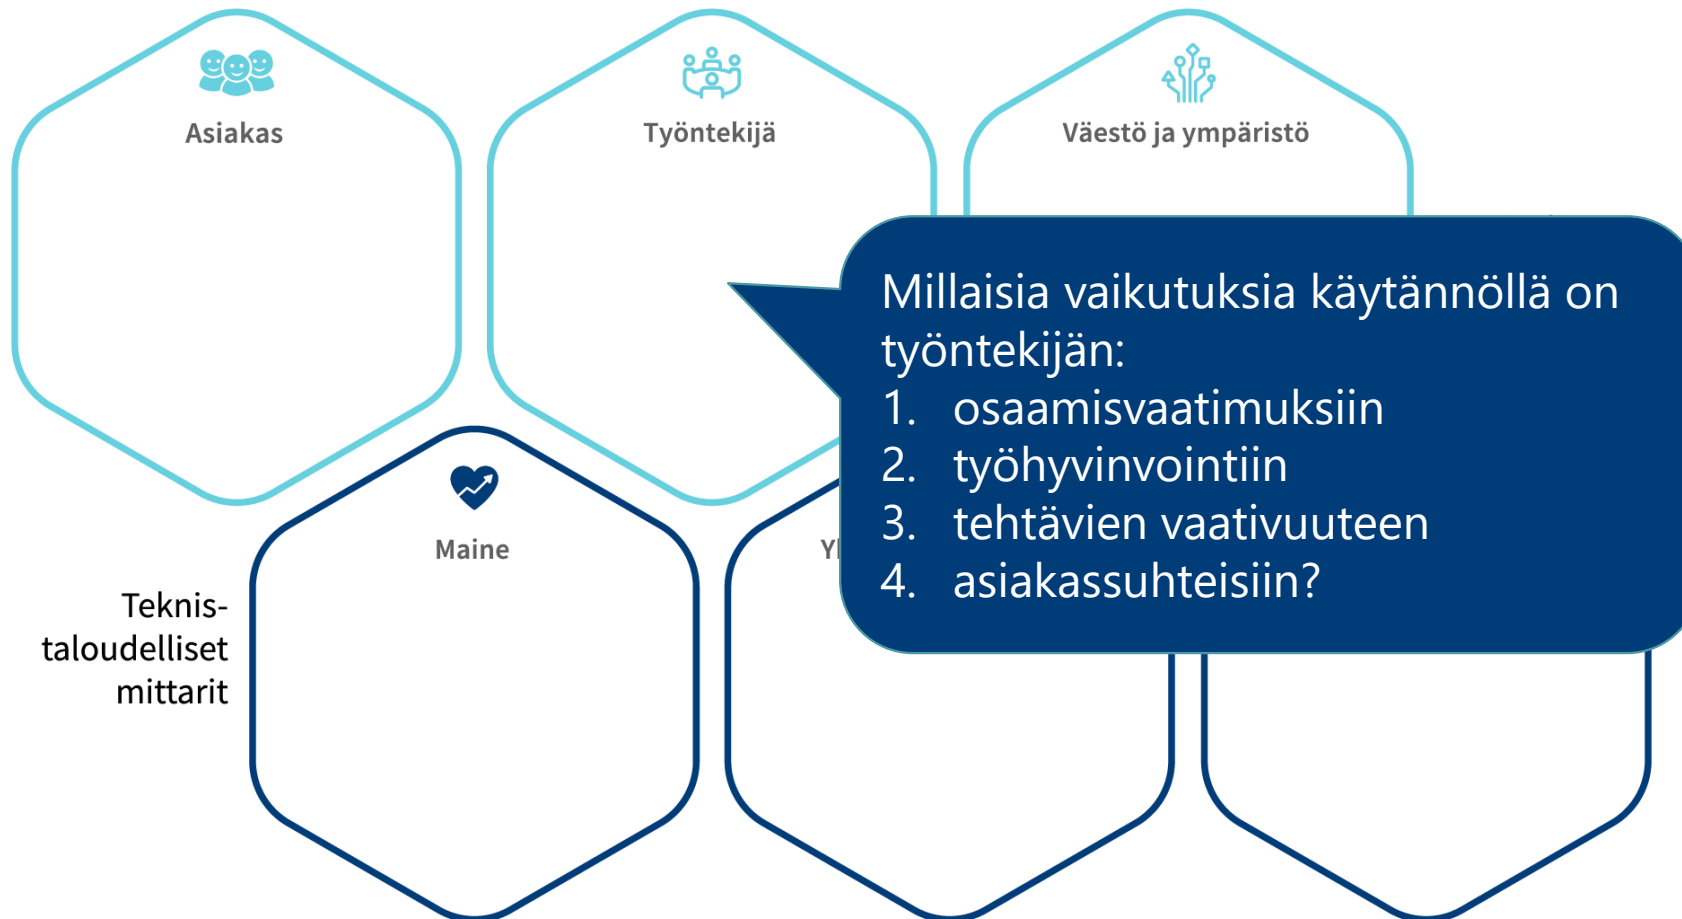 Asiakas
Työntekijä
Väestö ja ympäristö
Millaisia vaikutuksia käytännöllä on
työntekijän:
1. osaamisvaatimuksiin
2. työhyvinvointiin
3. tehtävien vaativuuteen
4. asiakassuhteisiin?
Maine
Teknis-
taloudelliset
mittarit